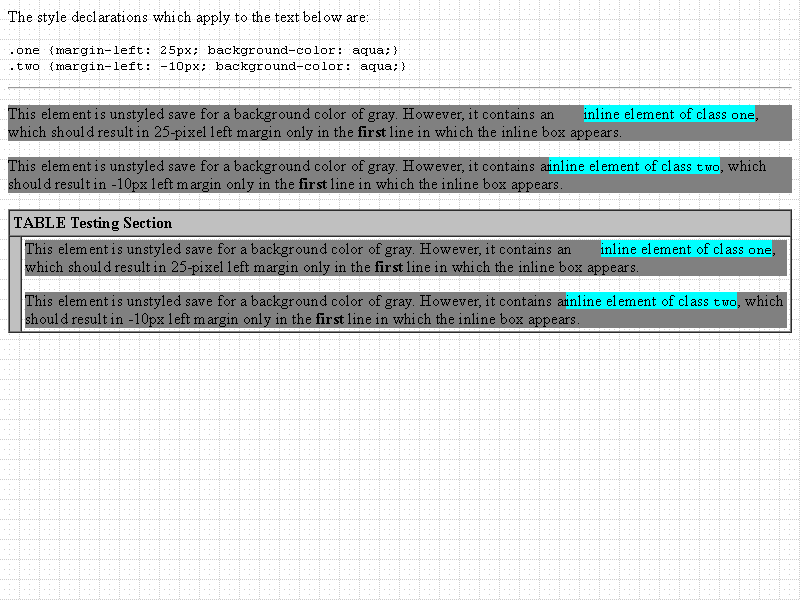 The style declarations which apply to the text below are:
.one {margin-left: 25px; background-color: aqua;}
.two {margin-left: -10px; background-color: aqua;}
This element is unstyled save for a background color of gray. However, it contains an inline element of class one,
which should result in 25-pixel left margin only in the first line in which the inline box appears.
This element is unstyled save for a background color of gray. However, it contains a inline element of class two, which
should result in -10px left margin only in the first line in which the inline box appears.
TABLE Testing Section
This element is unstyled save for a background color of gray. However, it contains an inline element of class one,
which should result in 25-pixel left margin only in the first line in which the inline box appears.
This element is unstyled save for a background color of gray. However, it contains a inline element of class two, which
should result in -10px left margin only in the first line in which the inline box appears.